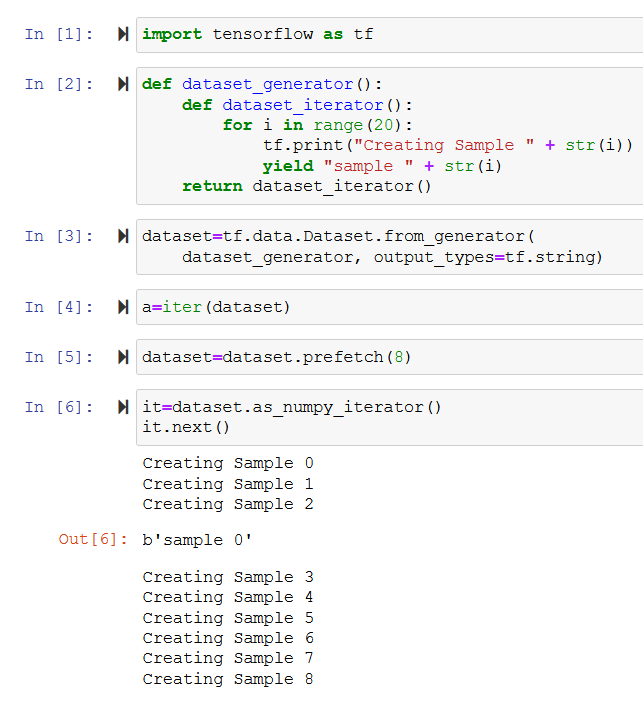 In [1]: import tensorflow as tf
In [2]: def dataset_generator():
    def dataset_iterator():
        for i in range(20):
            tf.print("Creating Sample " + str(i))
            yield "sample " + str(i)
    return dataset_iterator()
In [3]: dataset=tf.data.Dataset.from_generator(
    dataset_generator, output_types=tf.string)
In [4]: a=iter(dataset)
In [5]: dataset=dataset.prefetch(8)
In [6]: it=dataset.as_numpy_iterator()
it.next()
Creating Sample 0
Creating Sample 1
Creating Sample 2
Out[6]: b'sample 0'
Creating Sample 3
Creating Sample 4
Creating Sample 5
Creating Sample 6
Creating Sample 7
Creating Sample 8